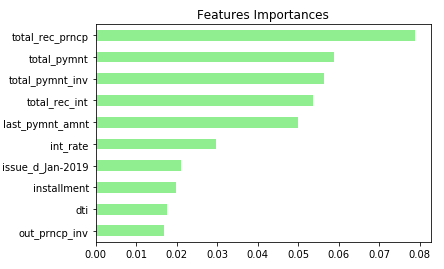 Features Importances
total_rec_prncp
total_pymnt
total_pymnt_inv
total_rec_int
last_pymnt_amnt
int_rate
issue_d_Jan-2019
installment
dti
out_prncp_inv
0.00 0.01 0.02 0.03 0.04 0.05 0.06 0.07 0.08